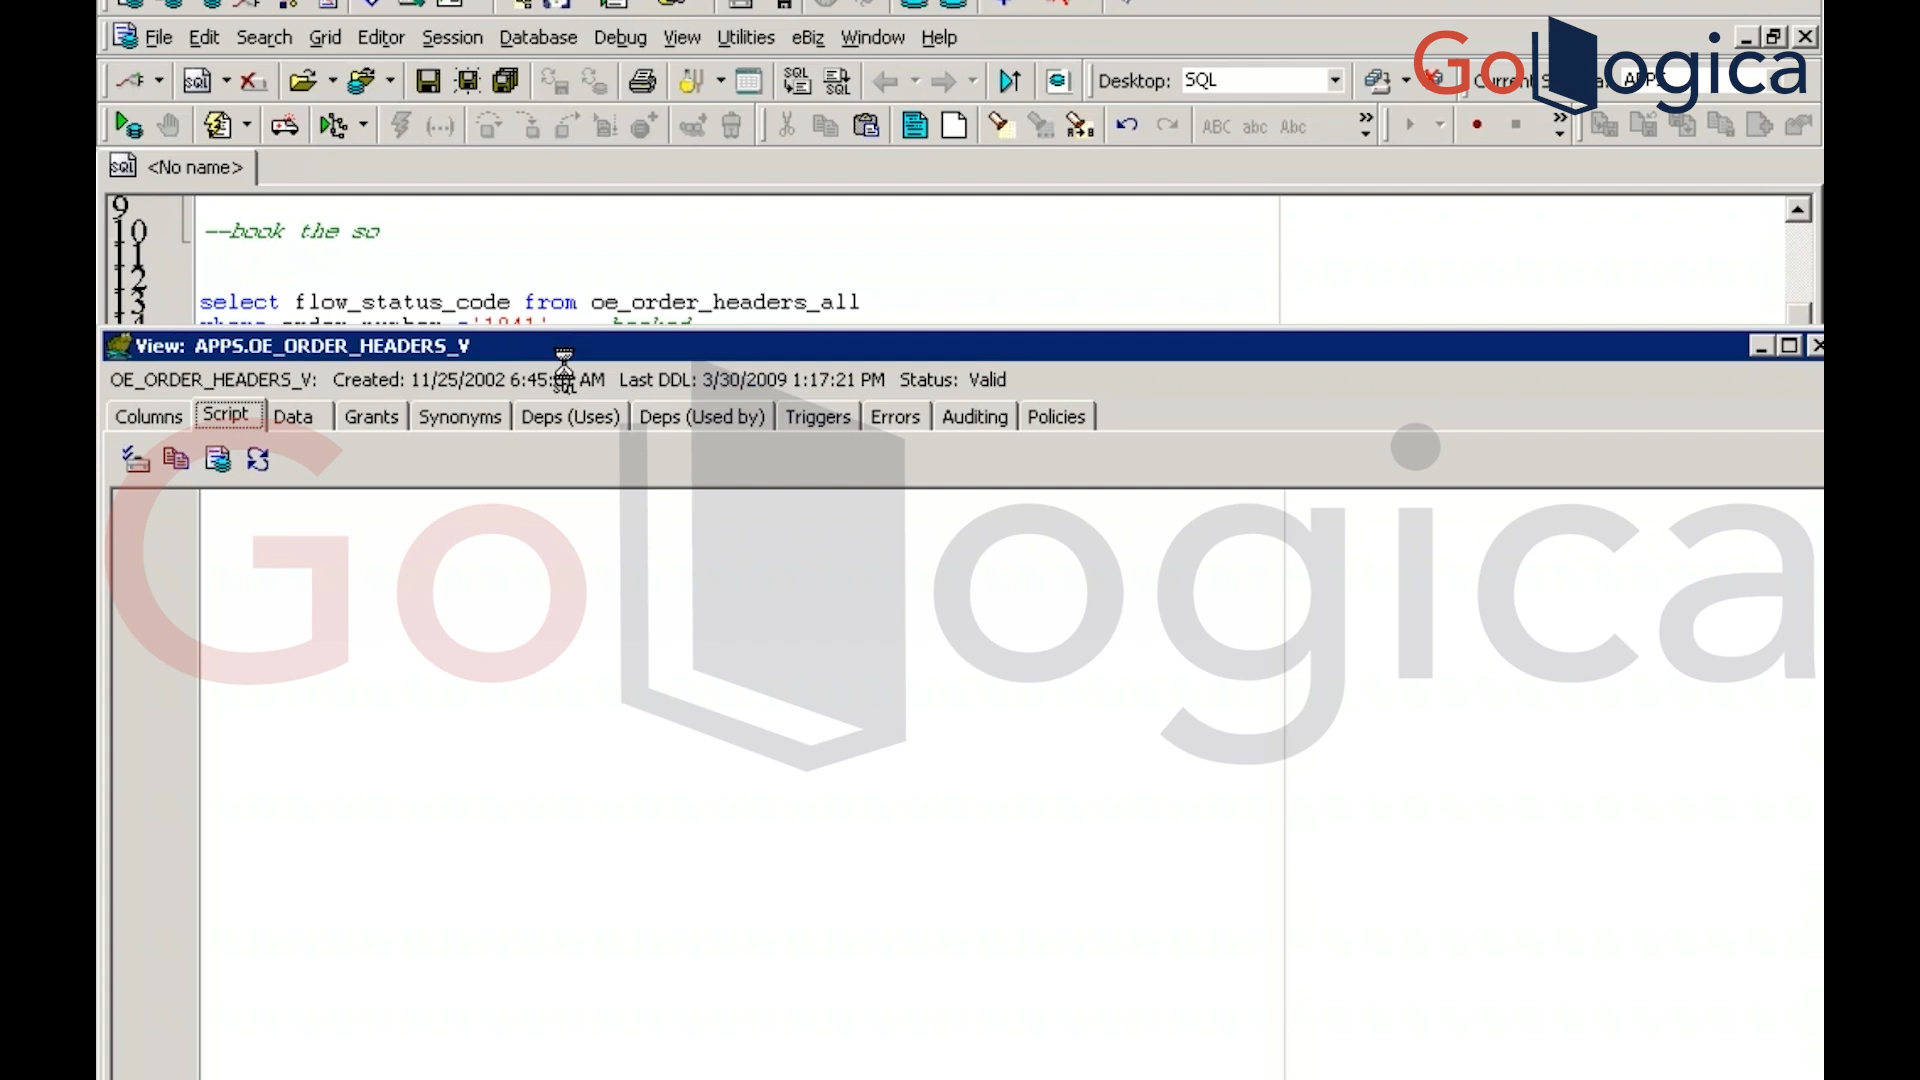 File Edit Search Grid Editor Session Database Debug View Utilities eBiz Window Help
GoLogica
SQL Desktop: SQL
ABC abc Abc
SQL <No name>
9
10 --book the so
11
12
13 select flow_status_code from oe_order_headers_all
View: APPS.OE_ORDER_HEADERS_V
OE_ORDER_HEADERS_V: Created: 11/25/2002 6:45: AM Last DDL: 3/30/2009 1:17:21 PM Status: Valid
Columns Script Data Grants Synonyms Deps (Uses) Deps (Used by) Triggers Errors Auditing Policies
GoLogica